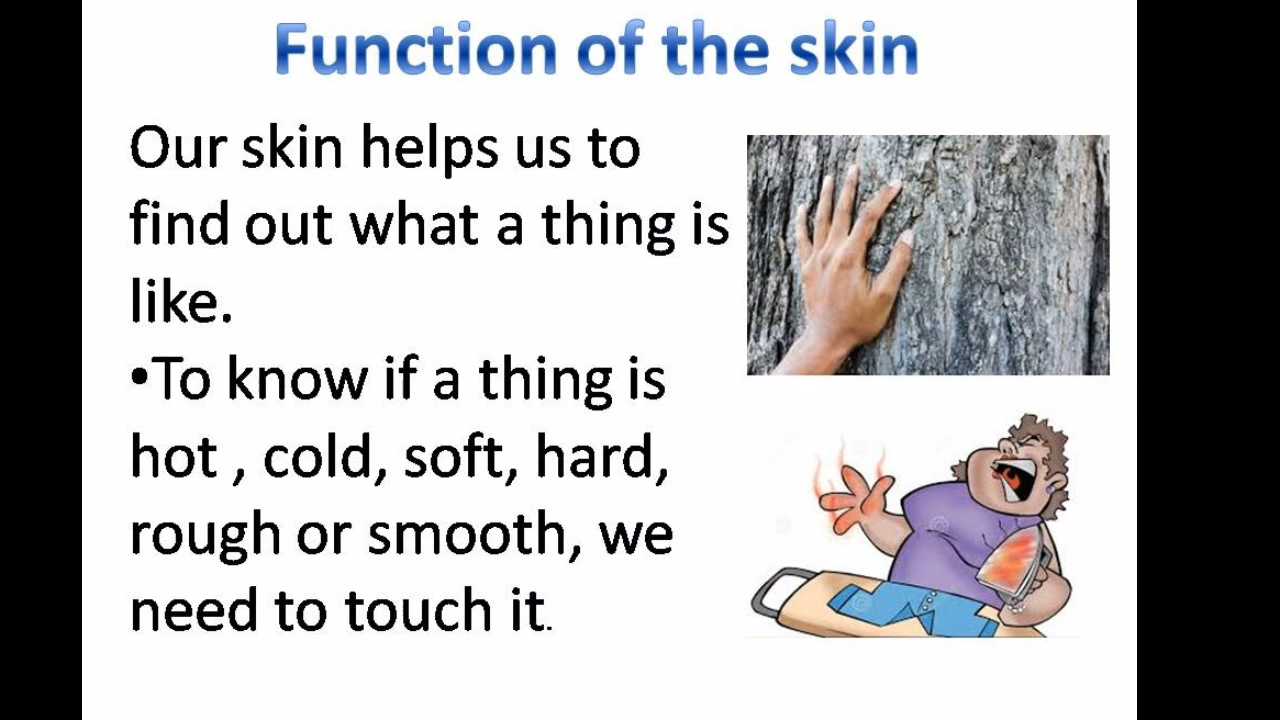 Function of the skin
Our skin helps us to
find out what a thing is
like.
•To know if a thing is
hot , cold, soft, hard,
rough or smooth, we
need to touch it.